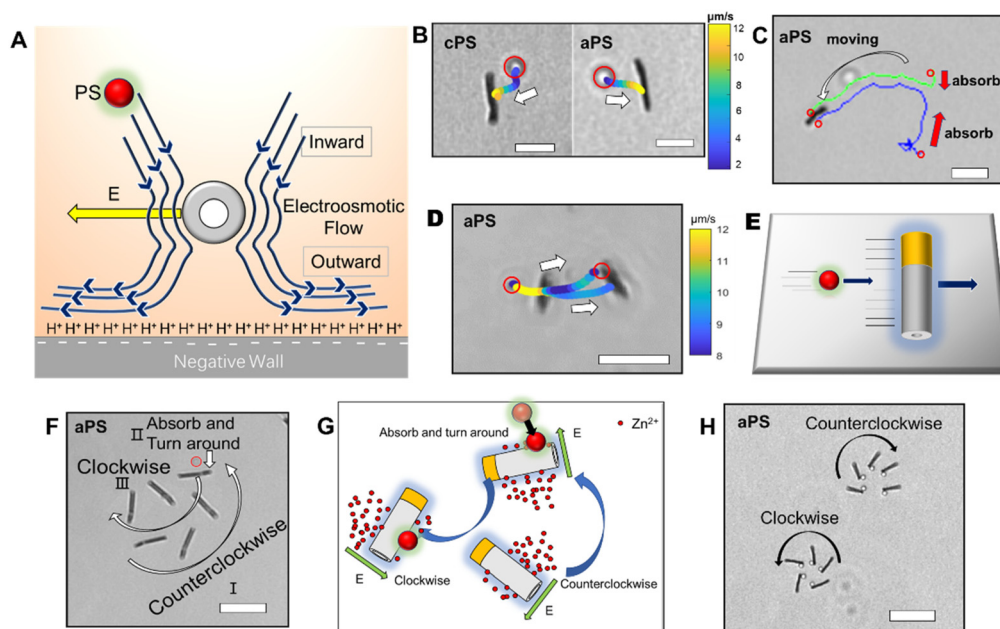 A
PS
Inward
E
Electroosmotic
Flow
Outward
H+ H+ H+ H+ H+ H+ H+ H+ H+ H+ H+ H+ H+ H+ H+
Negative Wall
B
cPS
aPS
μm/s
12
10
8
6
4
2
C
aPS
moving
absorb
absorb
D
aPS
μm/s
12
11
10
9
8
E
F
aPS
II
Absorb and
Turn around
Clockwise
III
Counterclockwise
I
G
Zn2+
Absorb and turn around
E
E
Clockwise
Counterclockwise
E
H
aPS
Counterclockwise
Clockwise